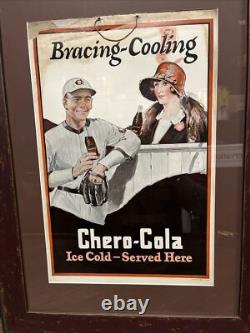 Bracing-Cooling
C
Chero-Cola
Ice Cold-Served Here
ebay